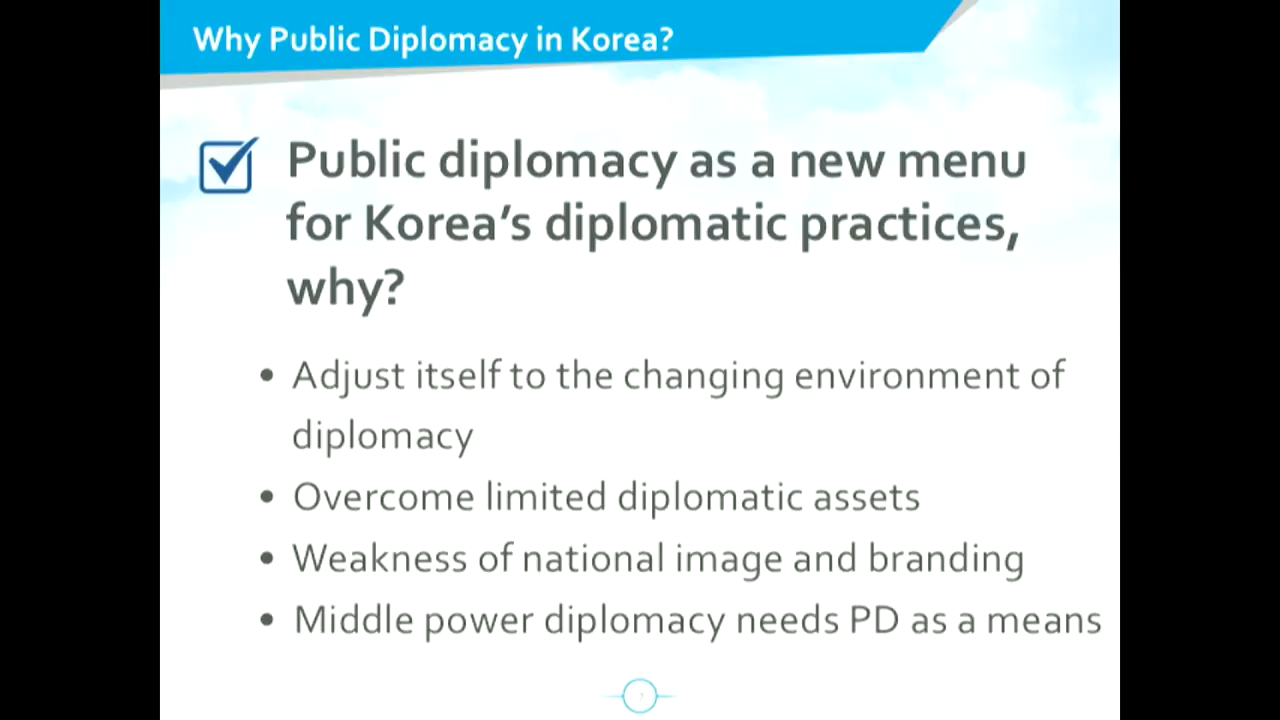 Why Public Diplomacy in Korea?
Public diplomacy as a new menu
for Korea’s diplomatic practices,
why?
• Adjust itself to the changing environment of
diplomacy
• Overcome limited diplomatic assets
• Weakness of national image and branding
• Middle power diplomacy needs PD as a means